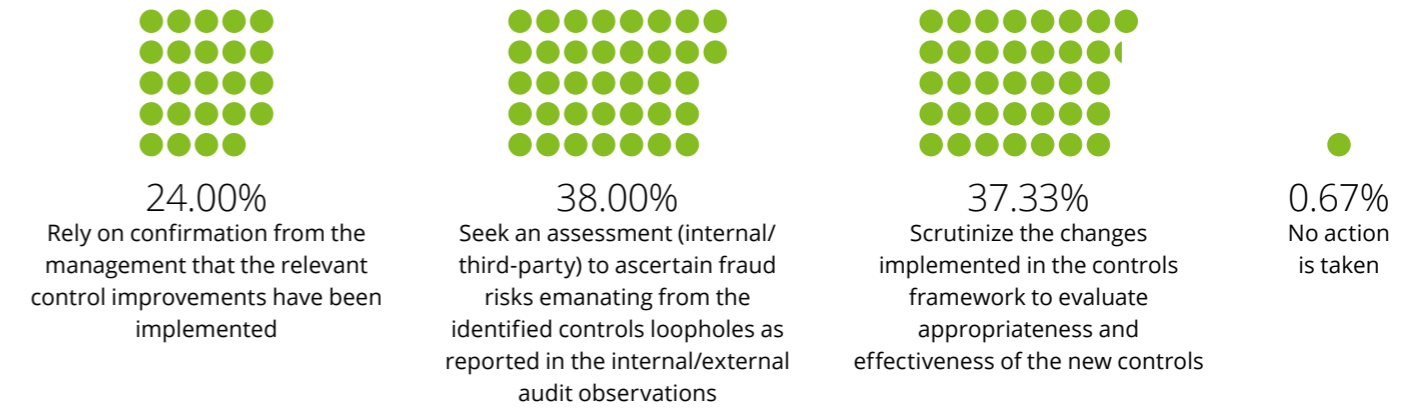 24.00%
Rely on confirmation from the
management that the relevant
control improvements have been
implemented
38.00%
Seek an assessment (internal/
third-party) to ascertain fraud
risks emanating from the
identified controls loopholes as
reported in the internal/external
audit observations
37.33%
Scrutinize the changes
implemented in the controls
framework to evaluate
appropriateness and
effectiveness of the new controls
0.67%
No action
is taken